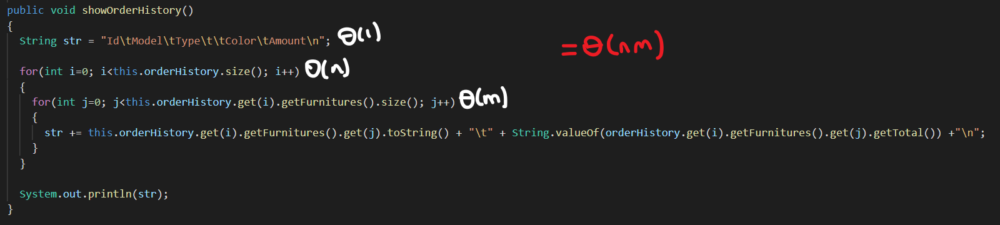 public void showOrderHistory()
{
String str = "Id\tModel\tType\t\tColor\tAmount\n"; Θ(1)
= Θ(nm)
for(int i=0; i<this.orderHistory.size(); i++) Θ(n)
{
for(int j=0; j<this.orderHistory.get(i).getFurnitures().size(); j++) Θ(m)
{
str += this.orderHistory.get(i).getFurnitures().get(j).toString() + "\t" + String.valueOf(orderHistory.get(i).getFurnitures().get(j).getTotal()) +"\n";
}
}
System.out.println(str);
}